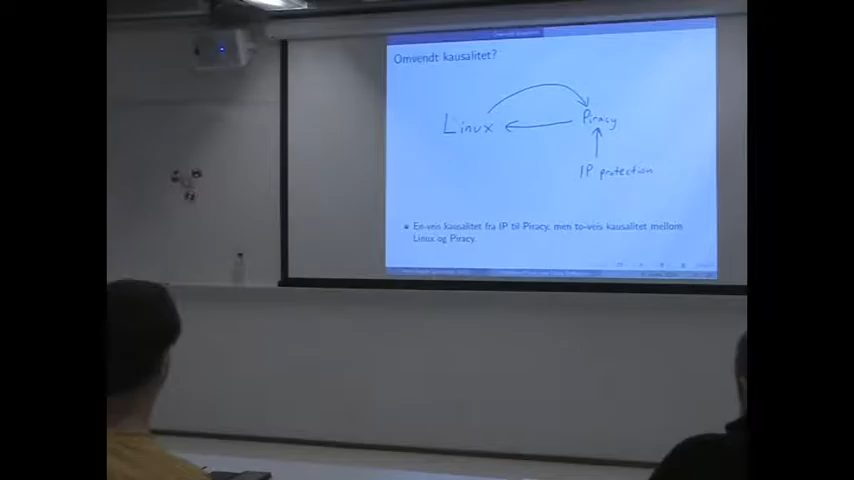 Omvendt kausalitet?
Linux
Piracy
IP protection
En-veis kausalitet fra IP til Piracy, men to-veis kausalitet mellom
Linux og Piracy.